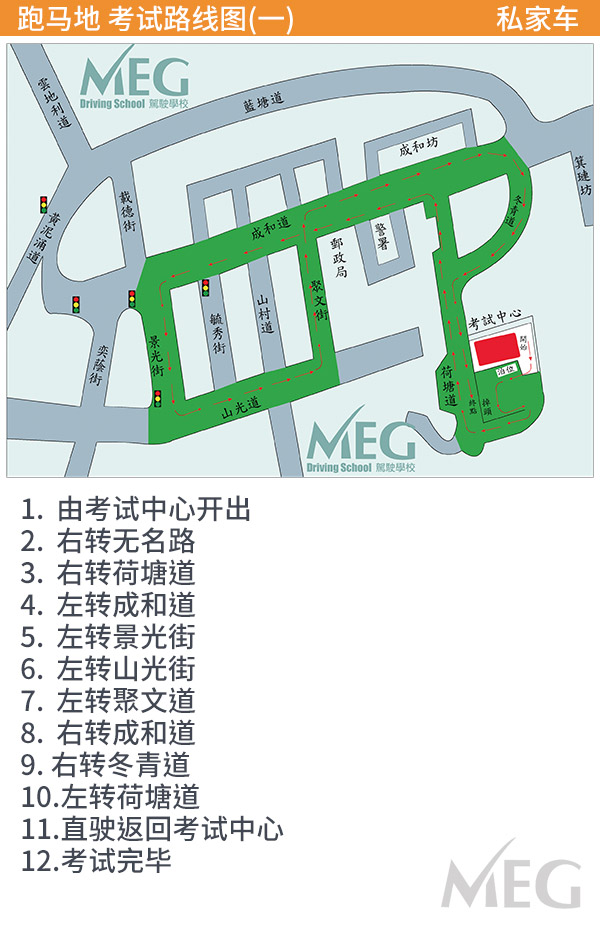 跑马地 考试路线图(一) 私家车
MEG
Driving School 駕駛學校
雲地利道
藍塘道
成和坊
箕璉坊
載德街
黃泥涌道
成和道
警署
郵政局
冬青道
聚文街
山村道
毓秀街
景光街
奕蔭街
山光道
荷塘道
考試中心
開始
泊位
終點
掉頭
MEG
Driving School 駕駛學校
1. 由考试中心开出
2. 右转无名路
3. 右转荷塘道
4. 左转成和道
5. 左转景光街
6. 左转山光街
7. 左转聚文道
8. 右转成和道
9. 右转冬青道
10.左转荷塘道
11.直驶返回考试中心
12.考试完毕
MEG